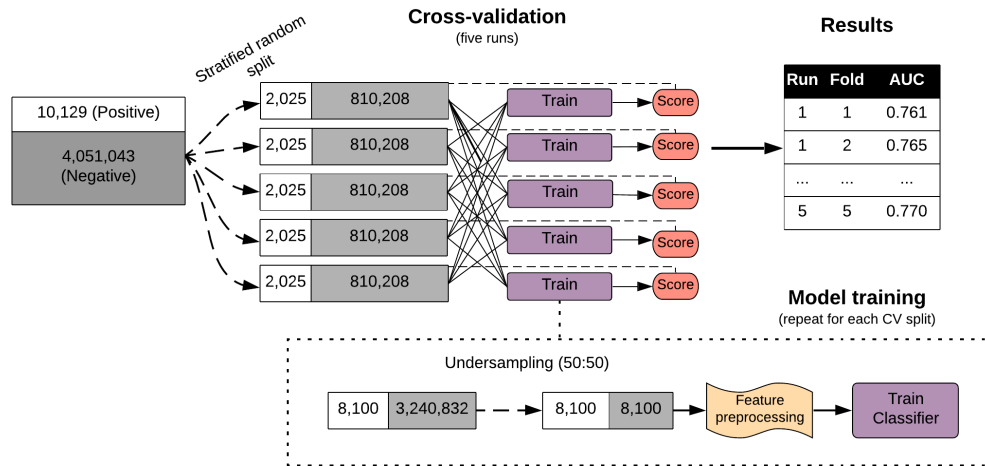 Cross-validation
(five runs)
Results
Stratified random
split
10,129 (Positive)
4,051,043
(Negative)
2,025 810,208 Train Score
2,025 810,208 Train Score
2,025 810,208 Train Score
2,025 810,208 Train Score
2,025 810,208 Train Score
Run Fold AUC
1 1 0.761
1 2 0.765
... ... ...
5 5 0.770
Model training
(repeat for each CV split)
Undersampling (50:50)
8,100 3,240,832
8,100 8,100
Feature
preprocessing
Train
Classifier